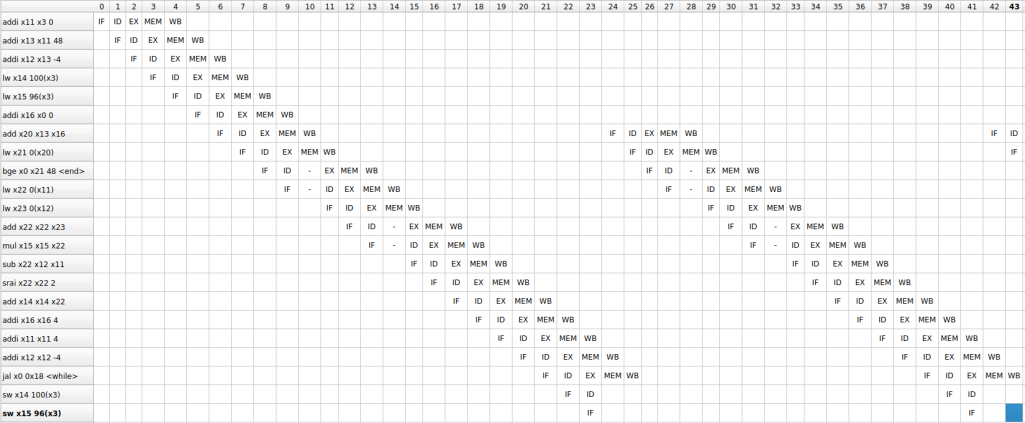 0 1 2 3 4 5 6 7 8 9 10 11 12 13 14 15 16 17 18 19 20 21 22 23 24 25 26 27 28 29 30 31 32 33 34 35 36 37 38 39 40 41 42 43
addi x11 x3 0 IF ID EX MEM WB
addi x13 x11 48 IF ID EX MEM WB
addi x12 x13 -4 IF ID EX MEM WB
lw x14 100(x3) IF ID EX MEM WB
lw x15 96(x3) IF ID EX MEM WB
addi x16 x0 0 IF ID EX MEM WB
add x20 x13 x16 IF ID EX MEM WB IF ID EX MEM WB IF ID
lw x21 0(x20) IF ID EX MEM WB IF ID EX MEM WB IF
bge x0 x21 48 <end> IF ID - EX MEM WB IF ID - EX MEM WB
lw x22 0(x11) IF - ID EX MEM WB IF - ID EX MEM WB
lw x23 0(x12) IF ID EX MEM WB IF ID EX MEM WB
add x22 x22 x23 IF ID - EX MEM WB IF ID - EX MEM WB
mul x15 x15 x22 IF - ID EX MEM WB IF - ID EX MEM WB
sub x22 x12 x11 IF ID EX MEM WB IF ID EX MEM WB
srai x22 x22 2 IF ID EX MEM WB IF ID EX MEM WB
add x14 x14 x22 IF ID EX MEM WB IF ID EX MEM WB
addi x16 x16 4 IF ID EX MEM WB IF ID EX MEM WB
addi x11 x11 4 IF ID EX MEM WB IF ID EX MEM WB
addi x12 x12 -4 IF ID EX MEM WB IF ID EX MEM WB
jal x0 0x18 <while> IF ID EX MEM WB IF ID EX MEM WB
sw x14 100(x3) IF ID IF ID
sw x15 96(x3) IF IF